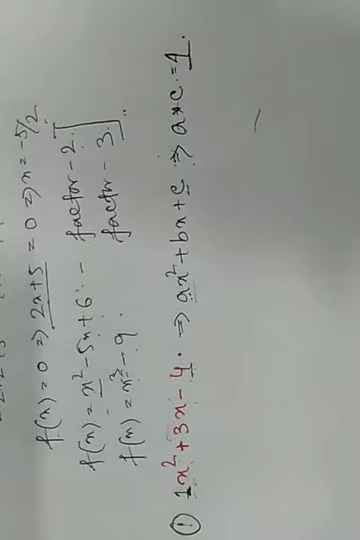 f(x) = 0 ⇒ 2x+5 = 0 ⇒ x = -5/2
f(x) = x² - 5x + 6 - factor - 2.
f(x) = x³ - 9. factor - 3.
① 1x² + 3x - 4. ⇒ ax² + bx + c ⇒ a*c = 1.